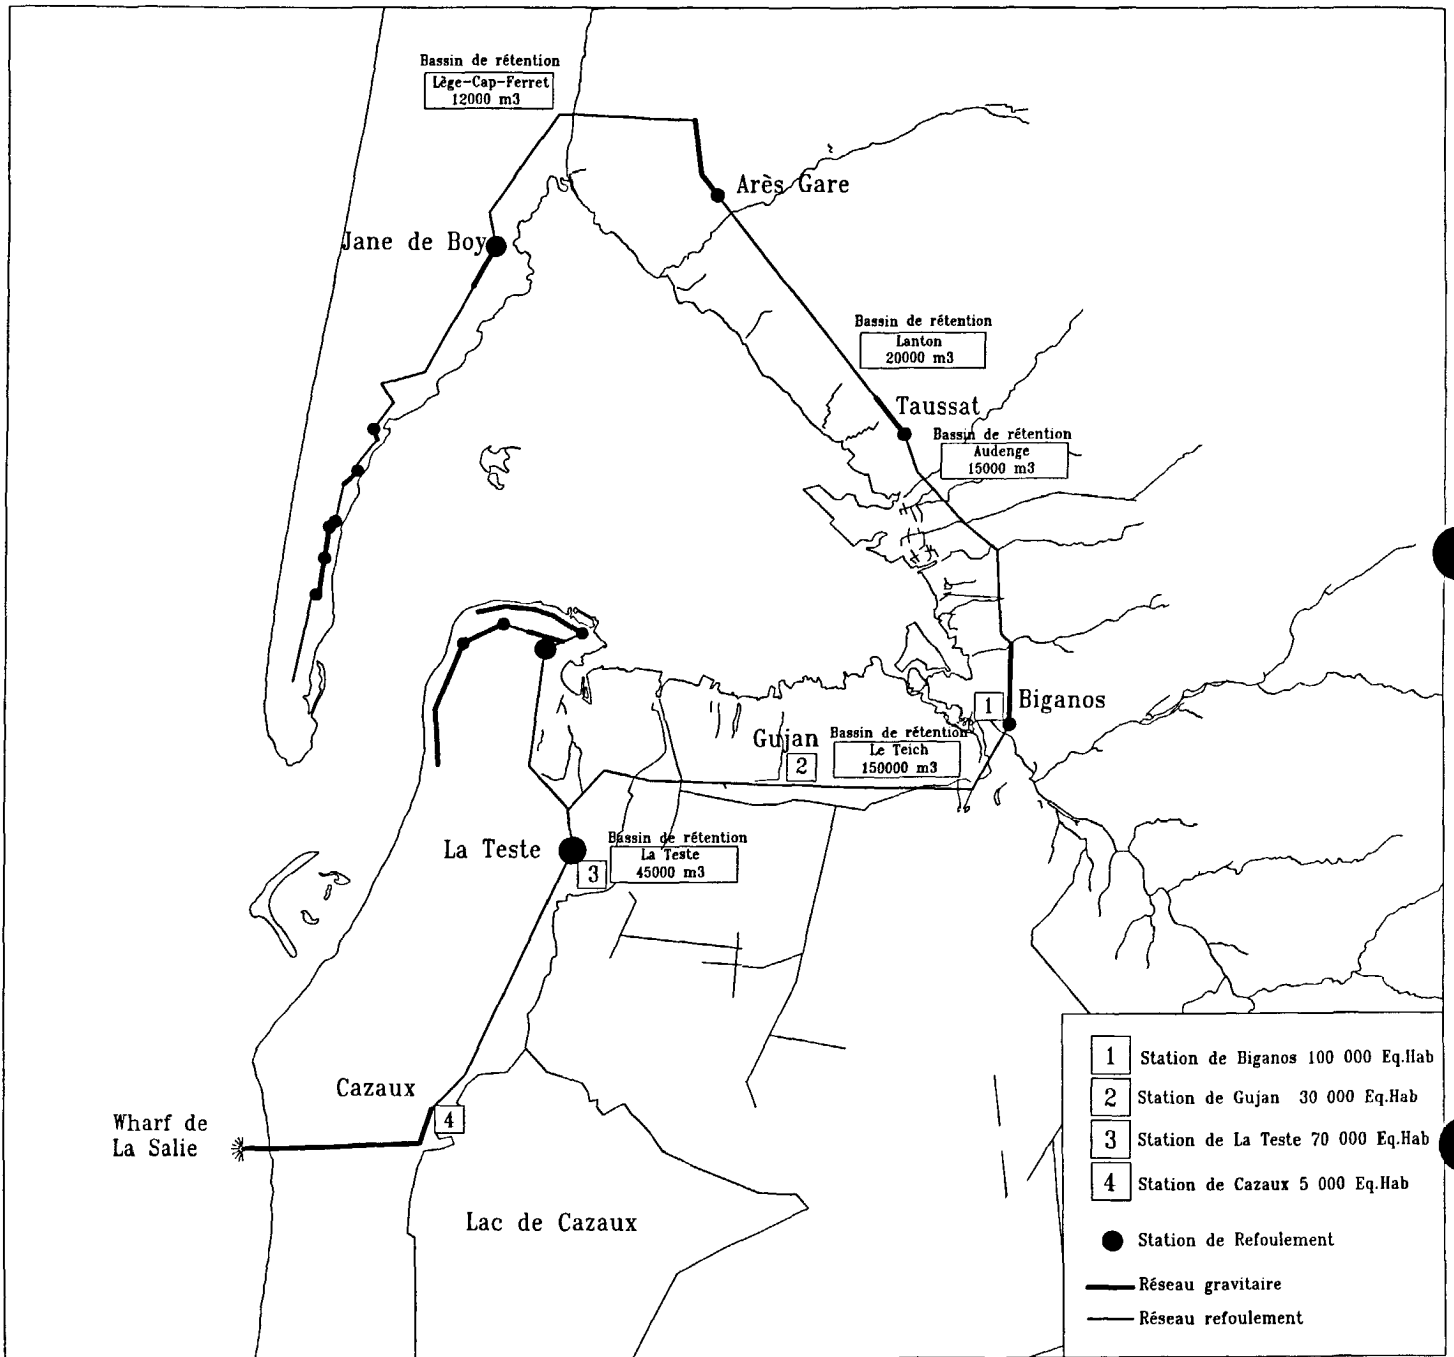 Bassin de rétention
Lège-Cap-Ferret
12000 m3
Arès Gare
Jane de Boy
Bassin de rétention
Lanton
20000 m3
Taussat
Bassin de rétention
Audenge
15000 m3
1
Biganos
Gujan
2
Bassin de rétention
Le Teich
150000 m3
La Teste
3
Bassin de rétention
La Teste
45000 m3
Cazaux
4
Wharf de
La Salie
Lac de Cazaux
1 Station de Biganos 100 000 Eq.Hab
2 Station de Gujan 30 000 Eq.Hab
3 Station de La Teste 70 000 Eq.Hab
4 Station de Cazaux 5 000 Eq.Hab
Station de Refoulement
Réseau gravitaire
Réseau refoulement